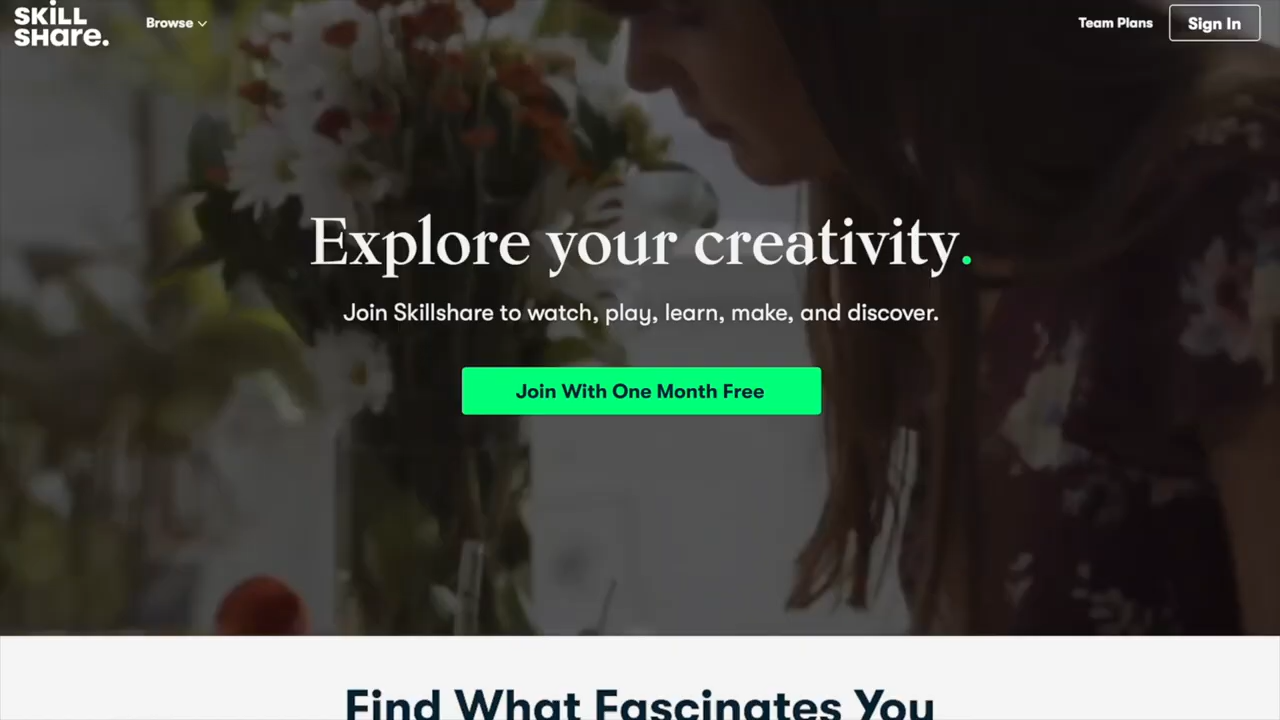 SKiLL
SHare.
Browse
Team Plans
Sign In
Explore your creativity.
Join Skillshare to watch, play, learn, make, and discover.
Join With One Month Free
Find What Fascinates You